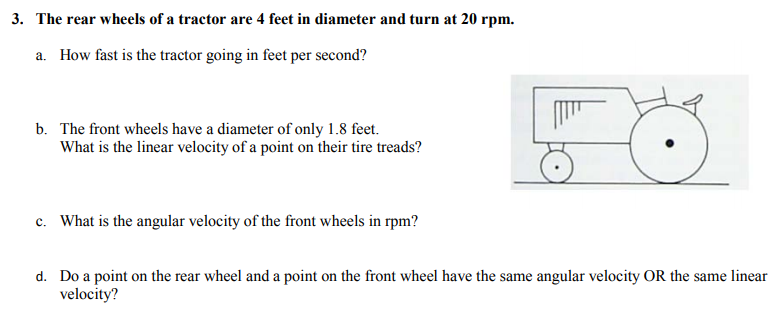 3. The rear wheels of a tractor are 4 feet in diameter and turn at 20 rpm.
a. How fast is the tractor going in feet per second?
b. The front wheels have a diameter of only 1.8 feet.
What is the linear velocity of a point on their tire treads?
c. What is the angular velocity of the front wheels in rpm?
d. Do a point on the rear wheel and a point on the front wheel have the same angular velocity OR the same linear
velocity?